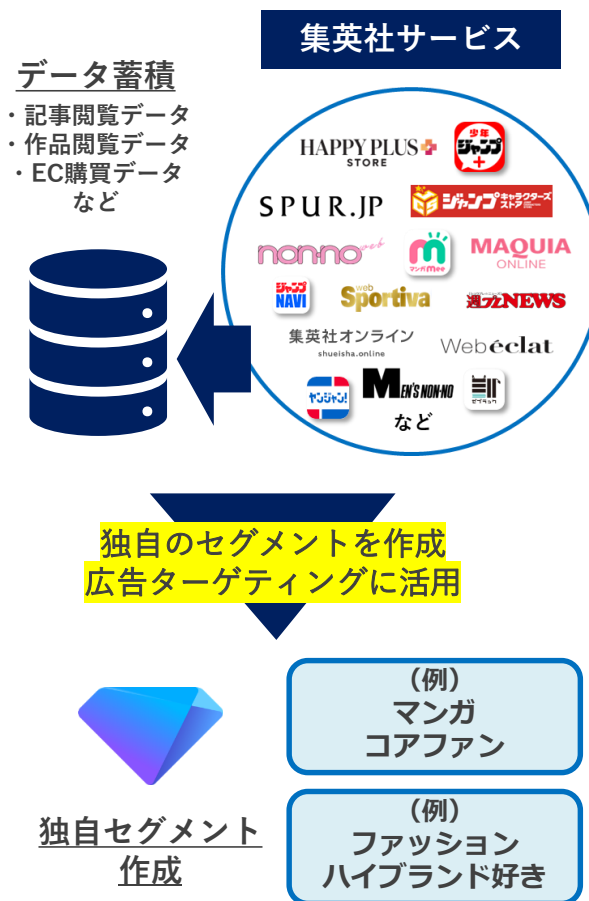 集英社サービス
データ蓄積
・記事閲覧データ
・作品閲覧データ
・EC購買データ
など
HAPPY PLUS
STORE
少年
ジャンプ
+
SPUR.JP
ジャンプ キャラクターズ
ストア
non-no web
マンガMee
MAQUIA
ONLINE
ジャンプ
NAVI
web
Sportiva
週プレNEWS
集英社オンライン
shueisha.online
Web éclat
ヤンジャン!
MEN'S NON-NO
ゼブラック
など
独自のセグメントを作成
広告ターゲティングに活用
(例)
マンガ
コアファン
独自セグメント
作成
(例)
ファッション
ハイブランド好き